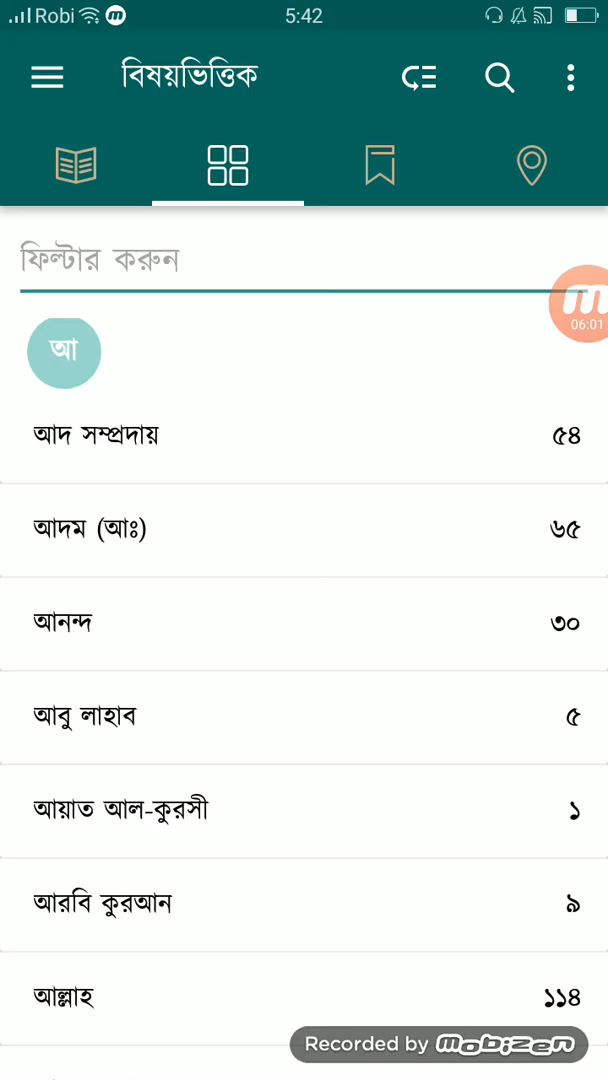 Robi 5:42
বিষয়ভিত্তিক
ফিল্টার করুন
06:01
আ
আদ সম্প্রদায় ৫৪
আদম (আঃ) ৬৫
আনন্দ ৩০
আবু লাহাব ৫
আয়াত আল-কুরসী ১
আরবি কুরআন ৯
আল্লাহ ১১৪
Recorded by mobizen